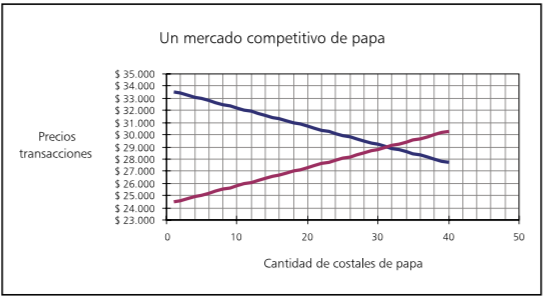 Un mercado competitivo de papa
$ 35.000
$ 34.000
$ 33.000
$ 32.000
$ 31.000
$ 30.000
$ 29.000
$ 28.000
$ 27.000
$ 26.000
$ 25.000
$ 24.000
$ 23.000
Precios
transacciones
0 10 20 30 40 50
Cantidad de costales de papa